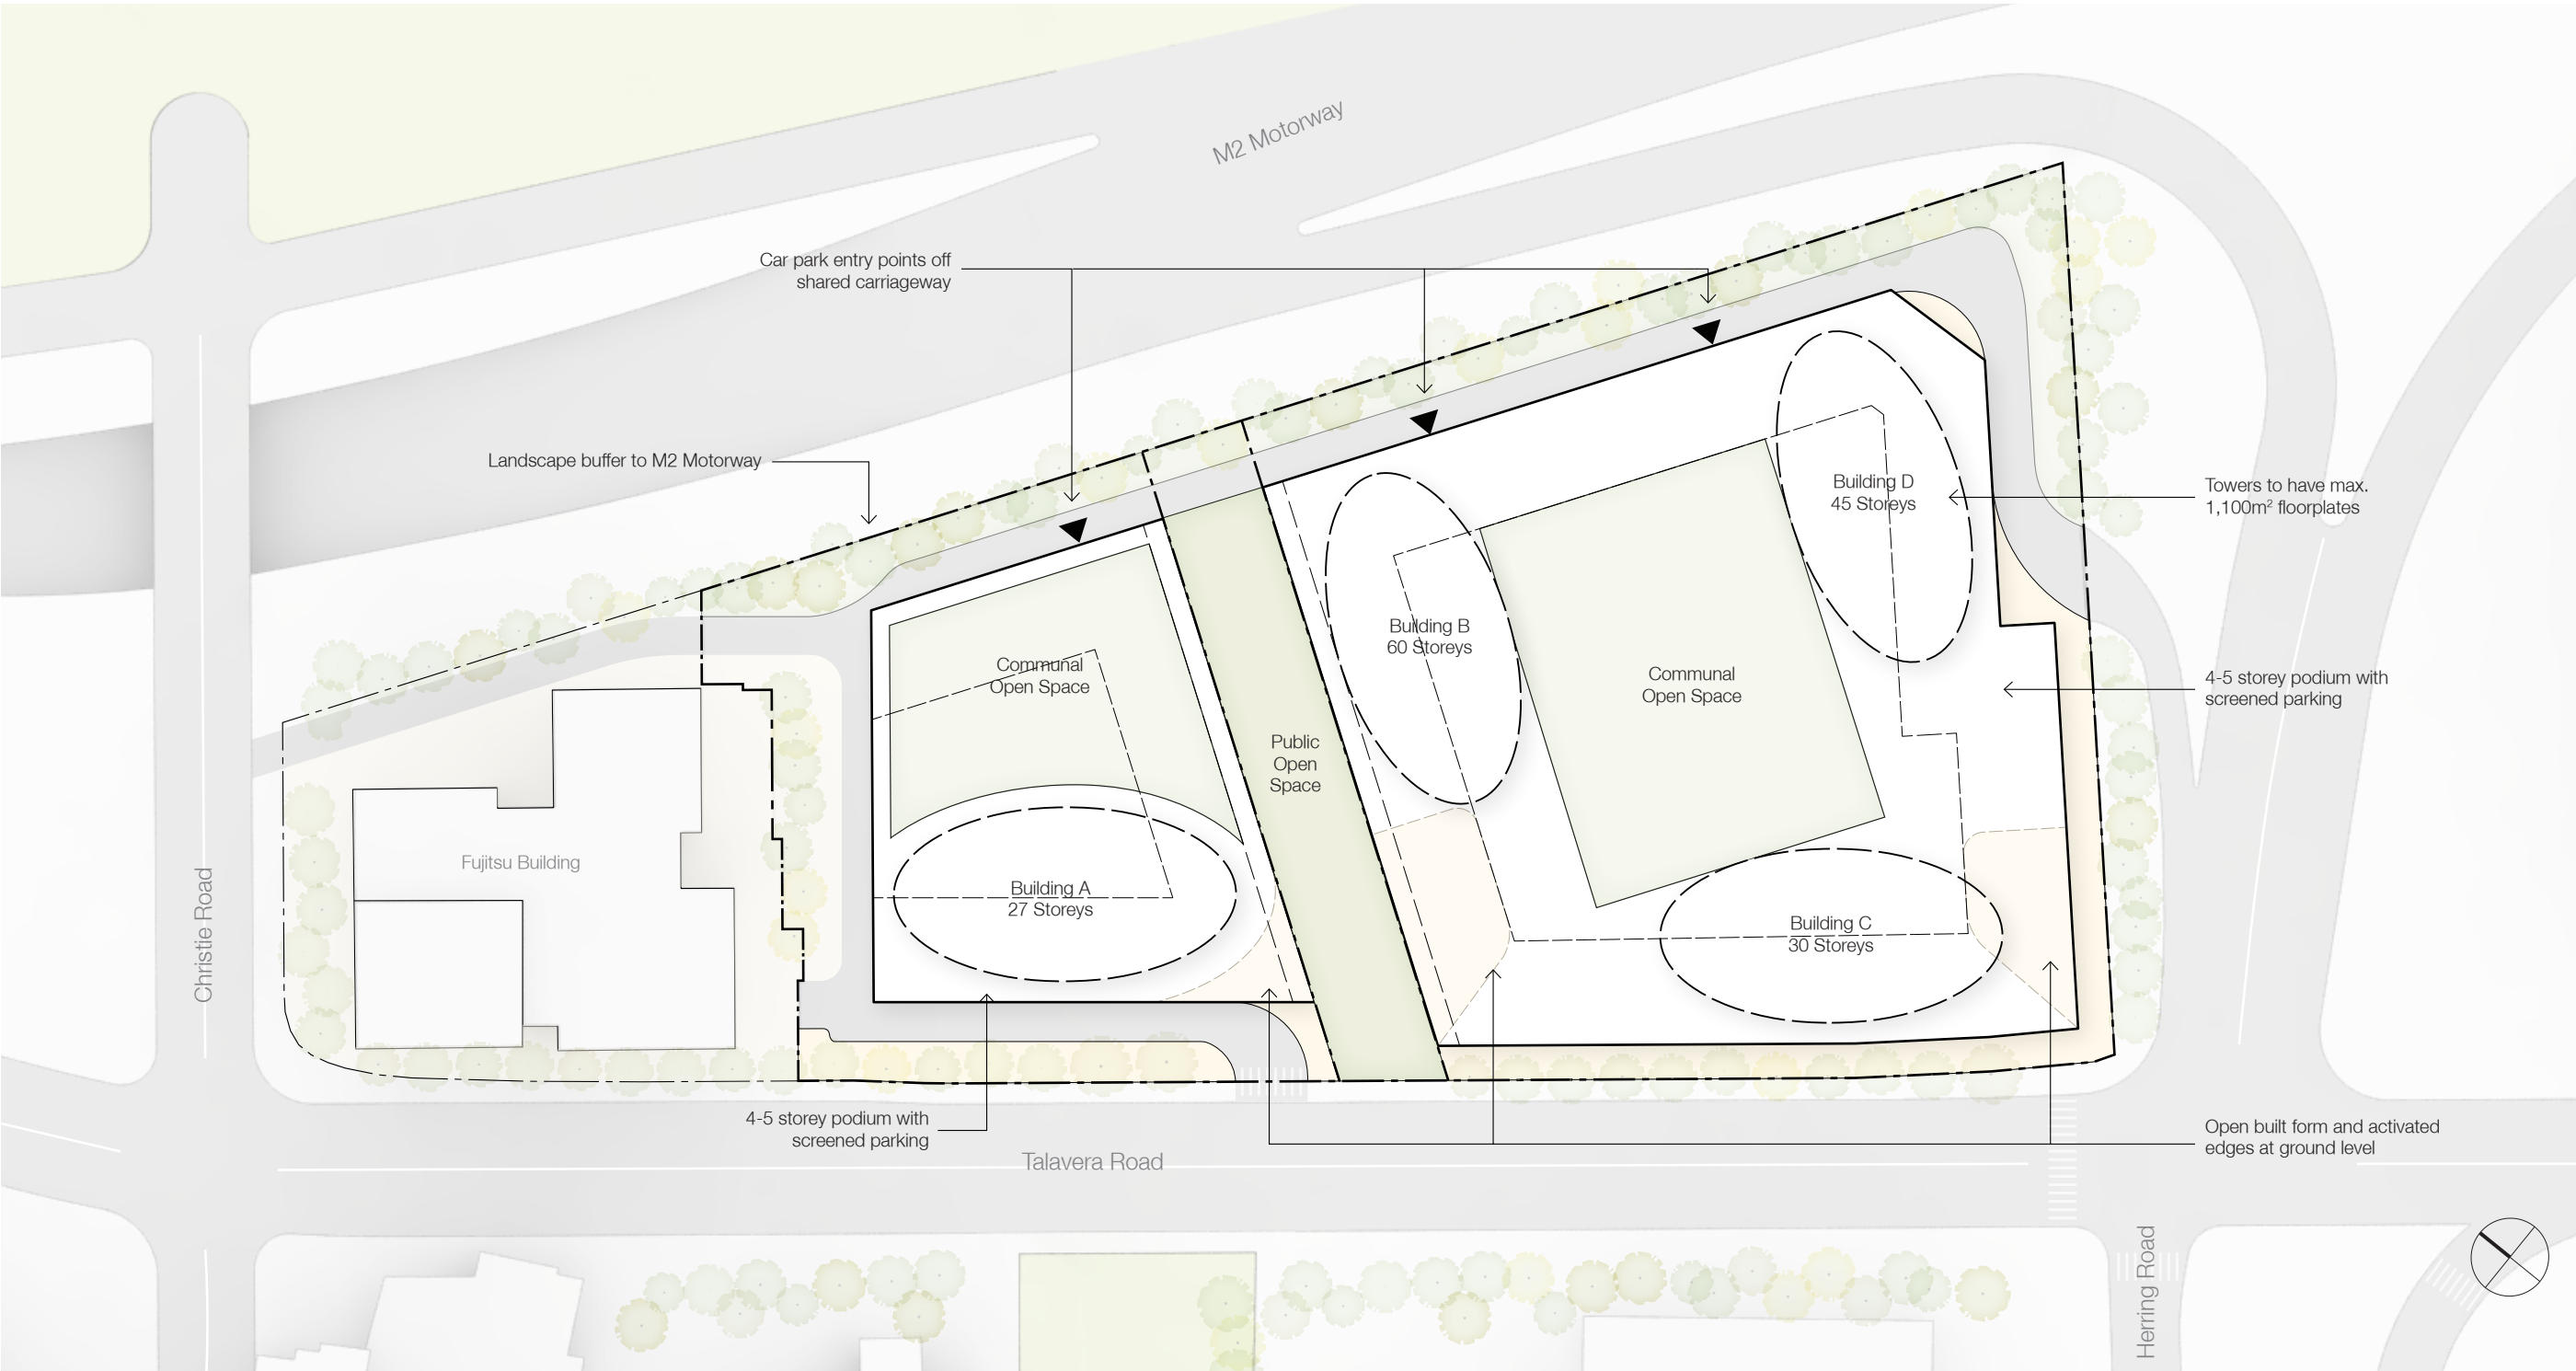 M2 Motorway
Car park entry points off
shared carriageway
Landscape buffer to M2 Motorway
Building D
45 Storeys
Towers to have max.
1,100m² floorplates
Building B
60 Storeys
Communal
Open Space
Communal
Open Space
4-5 storey podium with
screened parking
Public
Open
Space
Fujitsu Building
Christie Road
Building A
27 Storeys
Building C
30 Storeys
4-5 storey podium with
screened parking
Talavera Road
Open built form and activated
edges at ground level
Herring Road